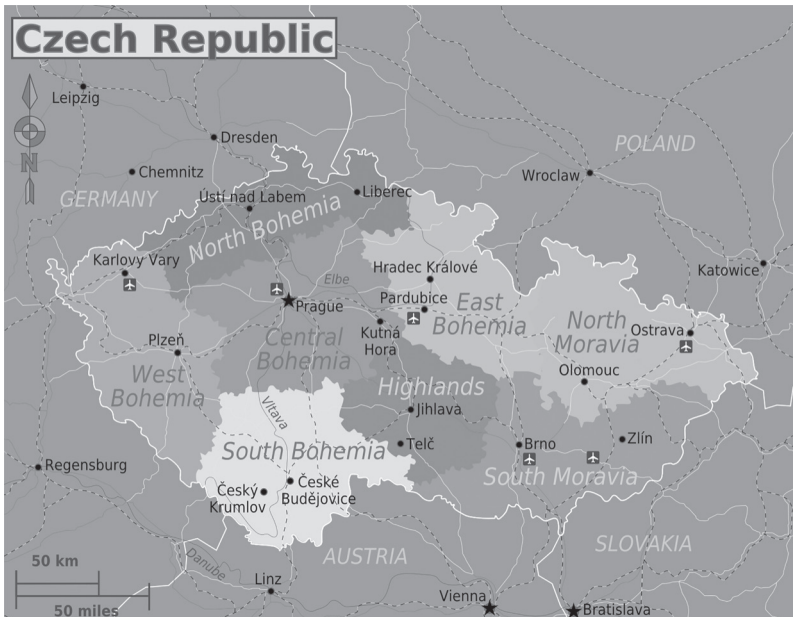 Czech Republic
Leipzig
Dresden
N
Chemnitz
POLAND
Wroclaw
GERMANY
Ústí nad Labem
Liberec
North Bohemia
Karlovy Vary
Elbe
Hradec Králové
Katowice
Prague
Pardubice
East
Bohemia
Kutná
Hora
North
Moravia
Ostrava
Plzeň
Central
Bohemia
West
Bohemia
Olomouc
Highlands
Vltava
Jihlava
South Bohemia
Telč
Brno
Zlín
Regensburg
South Moravia
Český
Krumlov
České
Budějovice
AUSTRIA
SLOVAKIA
50 km
Danube
Linz
50 miles
Vienna
Bratislava